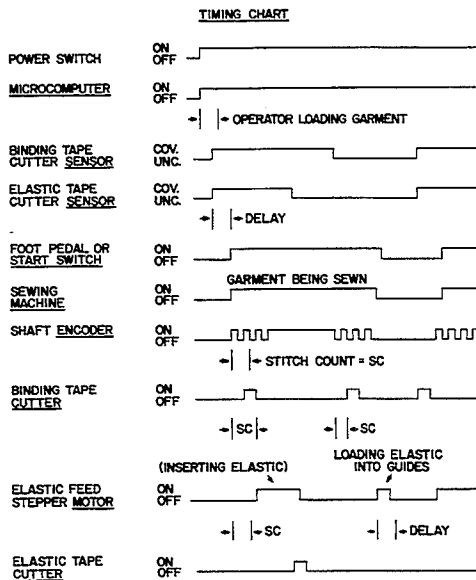 TIMING CHART
POWER SWITCH ON
OFF
MICROCOMPUTER ON
OFF
OPERATOR LOADING GARMENT
BINDING TAPE COV.
CUTTER SENSOR UNC.
ELASTIC TAPE COV.
CUTTER SENSOR UNC.
DELAY
FOOT PEDAL OR ON
START SWITCH OFF
GARMENT BEING SEWN
SEWING ON
MACHINE OFF
SHAFT ENCODER ON
OFF
STITCH COUNT = SC
BINDING TAPE ON
CUTTER OFF
SC SC
(INSERTING ELASTIC) LOADING ELASTIC
INTO GUIDES
ELASTIC FEED ON
STEPPER MOTOR OFF
SC DELAY
ELASTIC TAPE ON
CUTTER OFF